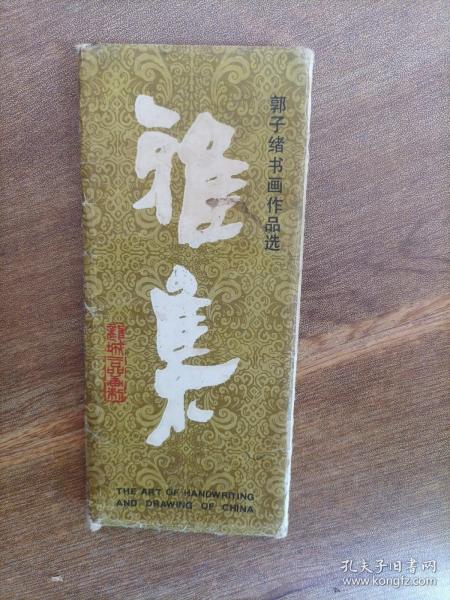 郭子绪书画作品选
雅集
THE ART OF HANDWRITING
AND DRAWING OF CHINA
孔夫子旧书网
www.kongfz.com